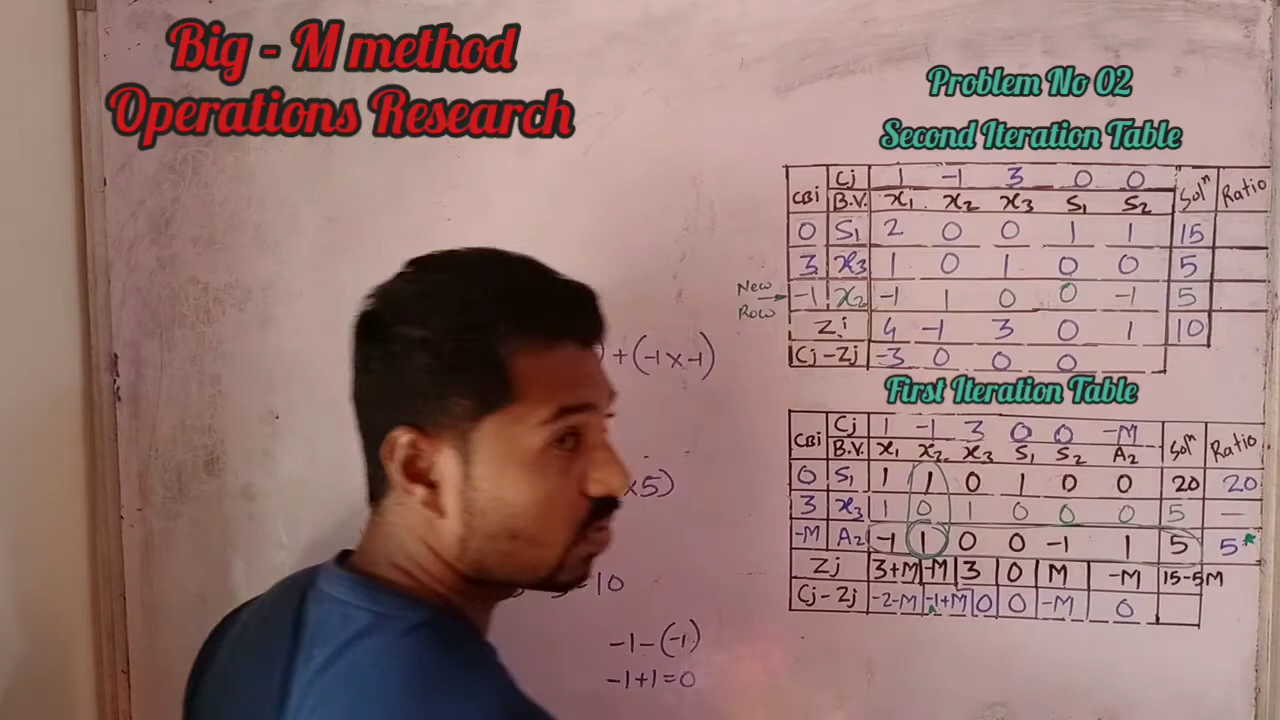 Big - M method
Operations Research
Problem No 02
Second Iteration Table
CBi Cj 1 -1 3 0 0 Solⁿ Ratio
B.V. x₁ x₂ x₃ S₁ S₂
0 S₁ 2 0 0 1 1 15
3 x₃ 1 0 1 0 0 5
New Row → -1 x₂ -1 1 0 0 -1 5
Zj 4 -1 3 0 1 10
Cj - Zj -3 0 0 0
First Iteration Table
CBi Cj 1 -1 3 0 0 -M Solⁿ Ratio
B.V. x₁ x₂ x₃ S₁ S₂ A₂
0 S₁ 1 1 0 1 0 0 20 20
3 x₃ 1 0 1 0 0 0 5 —
-M A₂ -1 1 0 0 -1 1 5 5*
Zj 3+M -M 3 0 M -M 15-5M
Cj - Zj -2-M -1+M 0 0 -M 0
) + (-1 x -1)
x5)
=10
-1-(-1)
-1+1=0